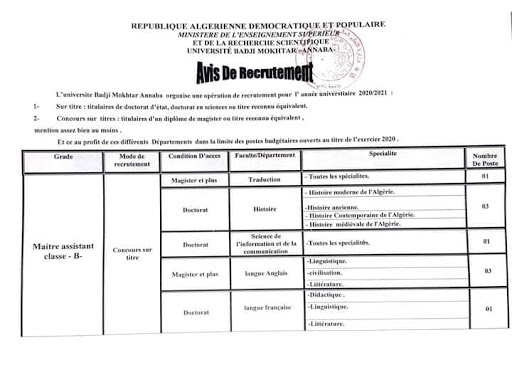 REPUBLIQUE ALGERIENNE DEMOCRATIQUE ET POPULAIRE
MINISTERE DE L'ENSEIGNEMENT SUPERIEUR
ET DE LA RECHERCHE SCIENTIFIQUE
UNIVERSITÉ BADJI MOKHTAR -ANNABA-
Avis De Recrutement
L'universite Badji Mokhtar Annaba organise une opération de recrutement pour l' année universtiaire 2020/2021 :
1- Sur titre : titulaires de doctorat d'état, doctorat en sciences ou titre reconnu équivalent.
2- Concours sur titres : titulaires d'un diplôme de magister ou titre reconnu équivalent ,
mention assez bien au moins .
Et ce au profit de ces différents Départements dans la limite des postes budgétaires ouverts au titre de l'exercice 2020 .
Grade Mode de recrutement Condition D'acces Faculte/Département Specialite Nombre De Poste
Maitre assistant classe - B- Concours sur titre
Magister et plus Traduction - Toutes les spécialites. 01
Doctorat Histoire 03
- Histoire moderne de l'Algérie.
-Histoire ancienne.
- Histoire Contemporaine de l'Algérie.
- Histoire médiévale de l'Algérie.
Doctorat Science de l'information et de la communication -Toutes les specialités. 01
Magister et plus langue Anglais 03
-Linguistique.
-civilisation.
-Littérature.
Doctorat langue française 01
-Didactique .
-Linguistique.
-Littérature.